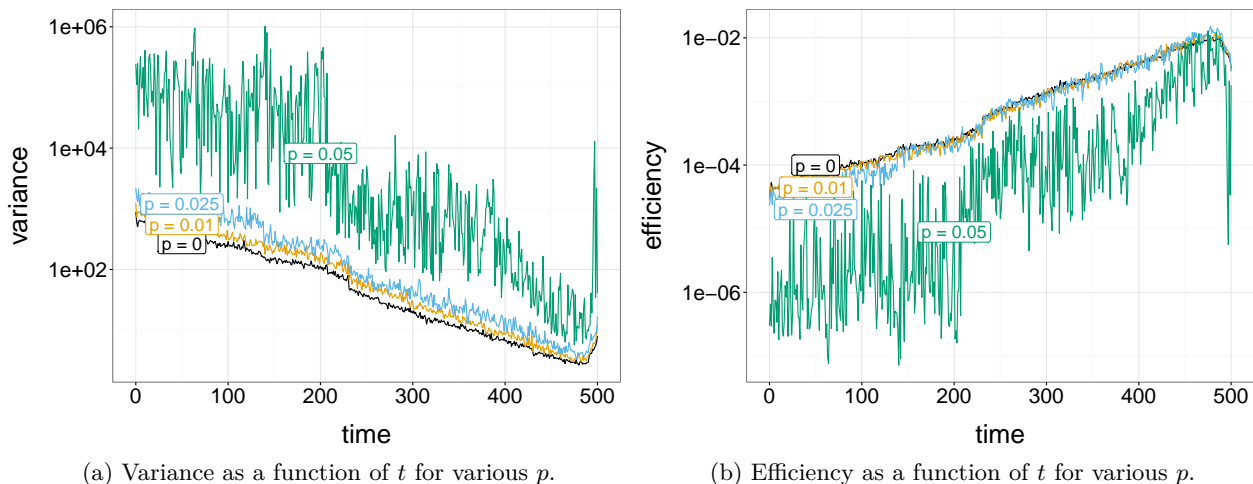 1e+06
1e+04
1e+02
variance
p = 0.05
p = 0.025
p = 0.01
p = 0
0 100 200 300 400 500
time
(a) Variance as a function of t for various p.
1e−02
1e−04
1e−06
efficiency
p = 0
p = 0.01
p = 0.025
p = 0.05
0 100 200 300 400 500
time
(b) Efficiency as a function of t for various p.